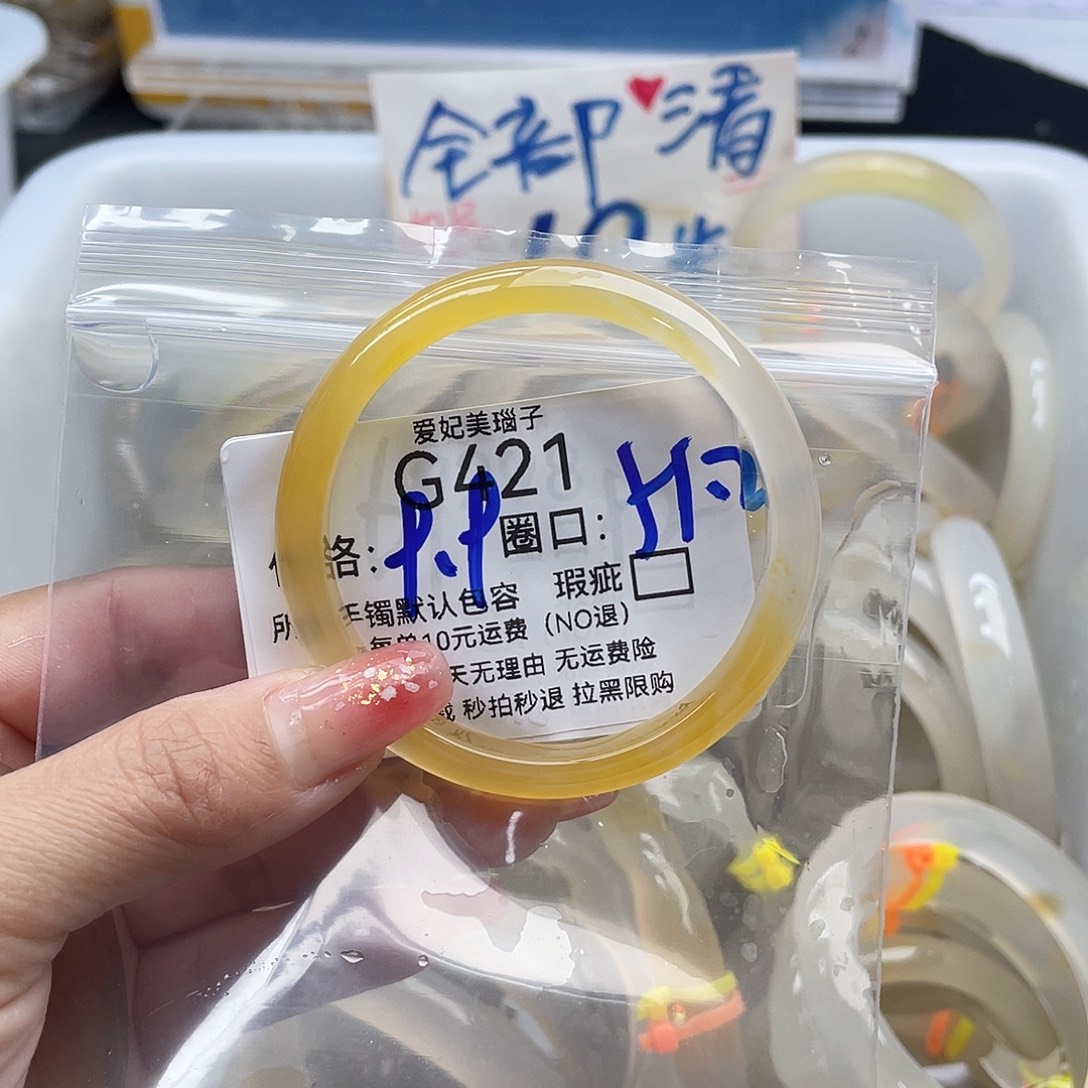 全部 清
爱妃美瑙子
G421
格: 圈口:
瑕疵
手镯默认包容
每单10元运费 (NO退)
天无理由 无运费险
秒拍秒退 拉黑限购